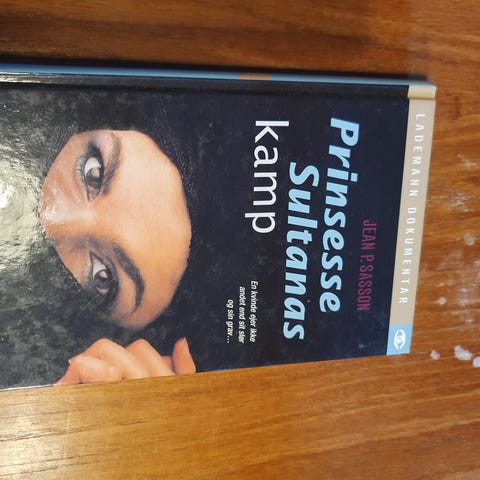 LADEMANN DOKUMENTAR
JEAN P. SASSON
Prinsesse
Sultanas
kamp
En kvinde ejer ikke
andet end sit slør
og sin grav...